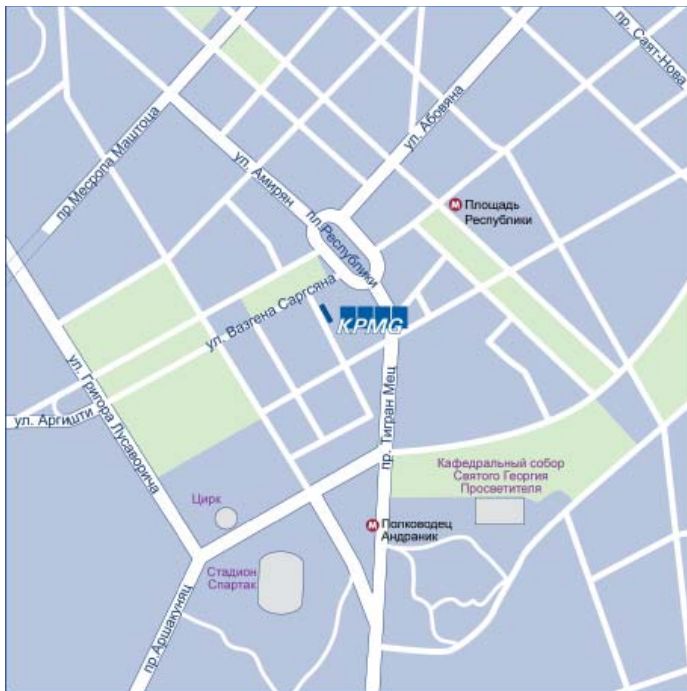 пр. Саят-Нова
ул. Абовяна
пр.Месропа Маштоца
ул. Амирян
пл.Республики
Площадь
Республики
ул. Вазгена Саргсяна
KPMG
ул. Григора Лусаворича
ул. Аргишти
пр. Тигран Мец
Кафедральный собор
Святого Георгия
Просветителя
Цирк
Полководец
Андраник
Стадион
Спартак
пр.Аршакуняц